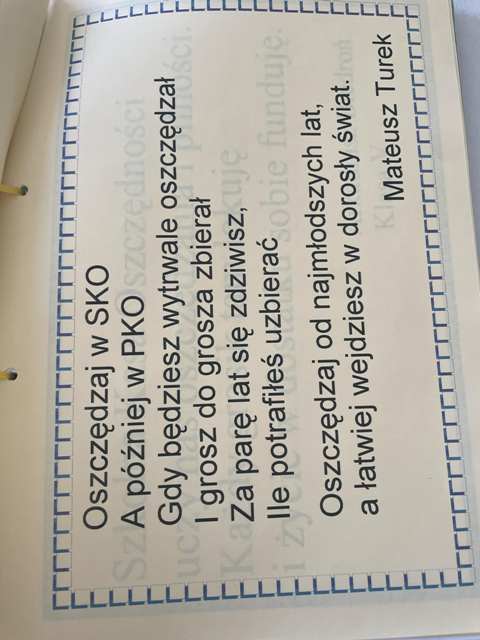 Oszczędzaj w SKO
A później w PKO
Gdy będziesz wytrwale oszczędzał
I grosz do grosza zbierał
Za parę lat się zdziwisz,
Ile potrafiłeś uzbierać
Oszczędzaj od najmłodszych lat,
a łatwiej wejdziesz w dorosły świat.
Mateusz Turek